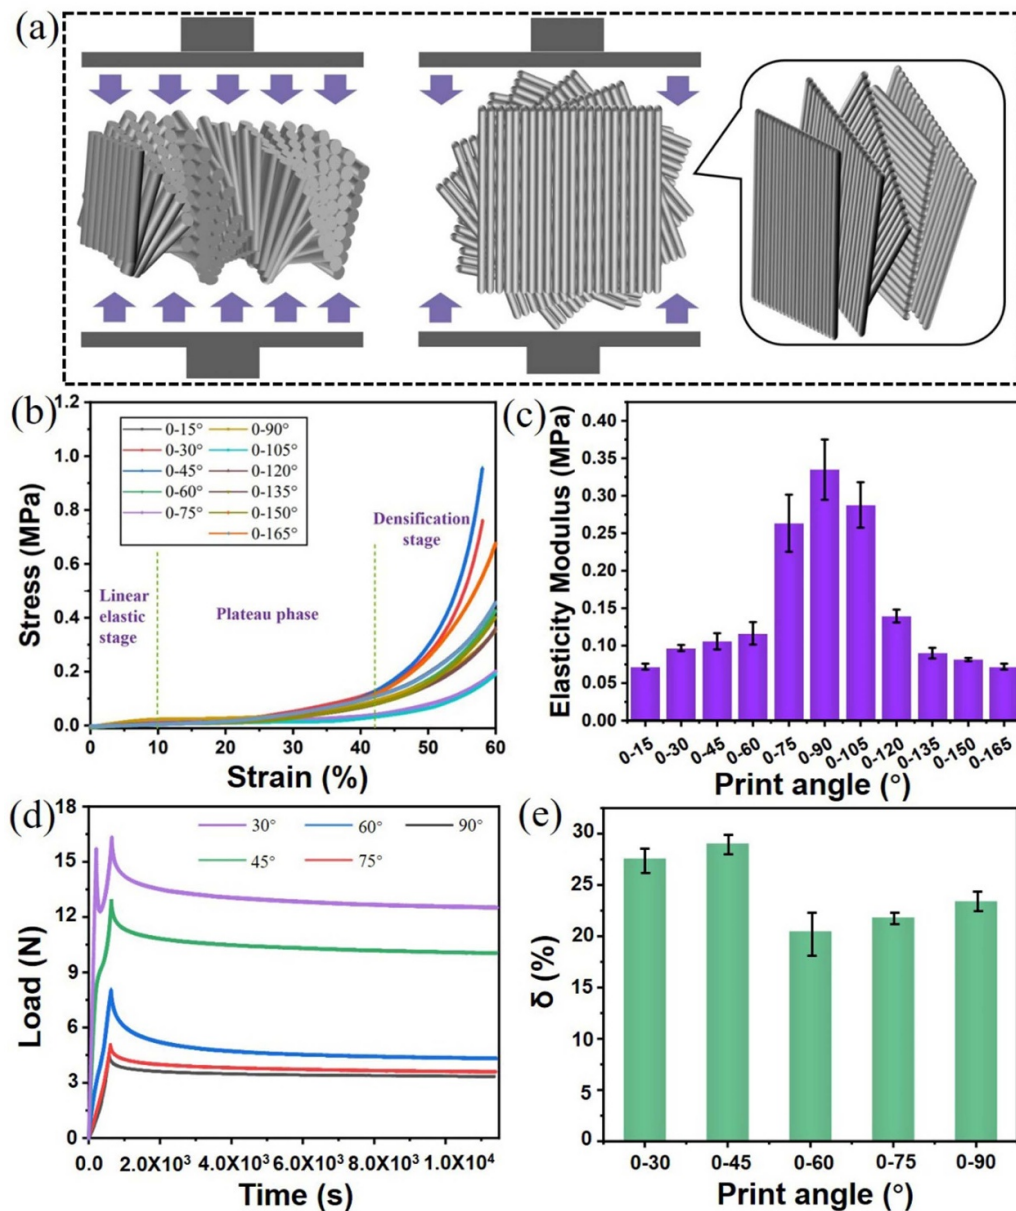 (a)
(b)
1.2
1.0
0.8
0.6
0.4
0.2
0.0
Stress (MPa)
0-15°
0-30°
0-45°
0-60°
0-75°
0-90°
0-105°
0-120°
0-135°
0-150°
0-165°
Linear
elastic
stage
Plateau phase
Densification
stage
0 10 20 30 40 50 60
Strain (%)
(c)
0.40
0.35
0.30
0.25
0.20
0.15
0.10
0.05
0.00
Elasticity Modulus (MPa)
0-15 0-30 0-45 0-60 0-75 0-90 0-105 0-120 0-135 0-150 0-165
Print angle (°)
(d)
18
15
12
9
6
3
0
Load (N)
30° 60° 90°
45° 75°
0.0 2.0X10³ 4.0X10³ 6.0X10³ 8.0X10³ 1.0X10⁴
Time (s)
(e)
30
25
20
15
10
5
0
δ (%)
0-30 0-45 0-60 0-75 0-90
Print angle (°)